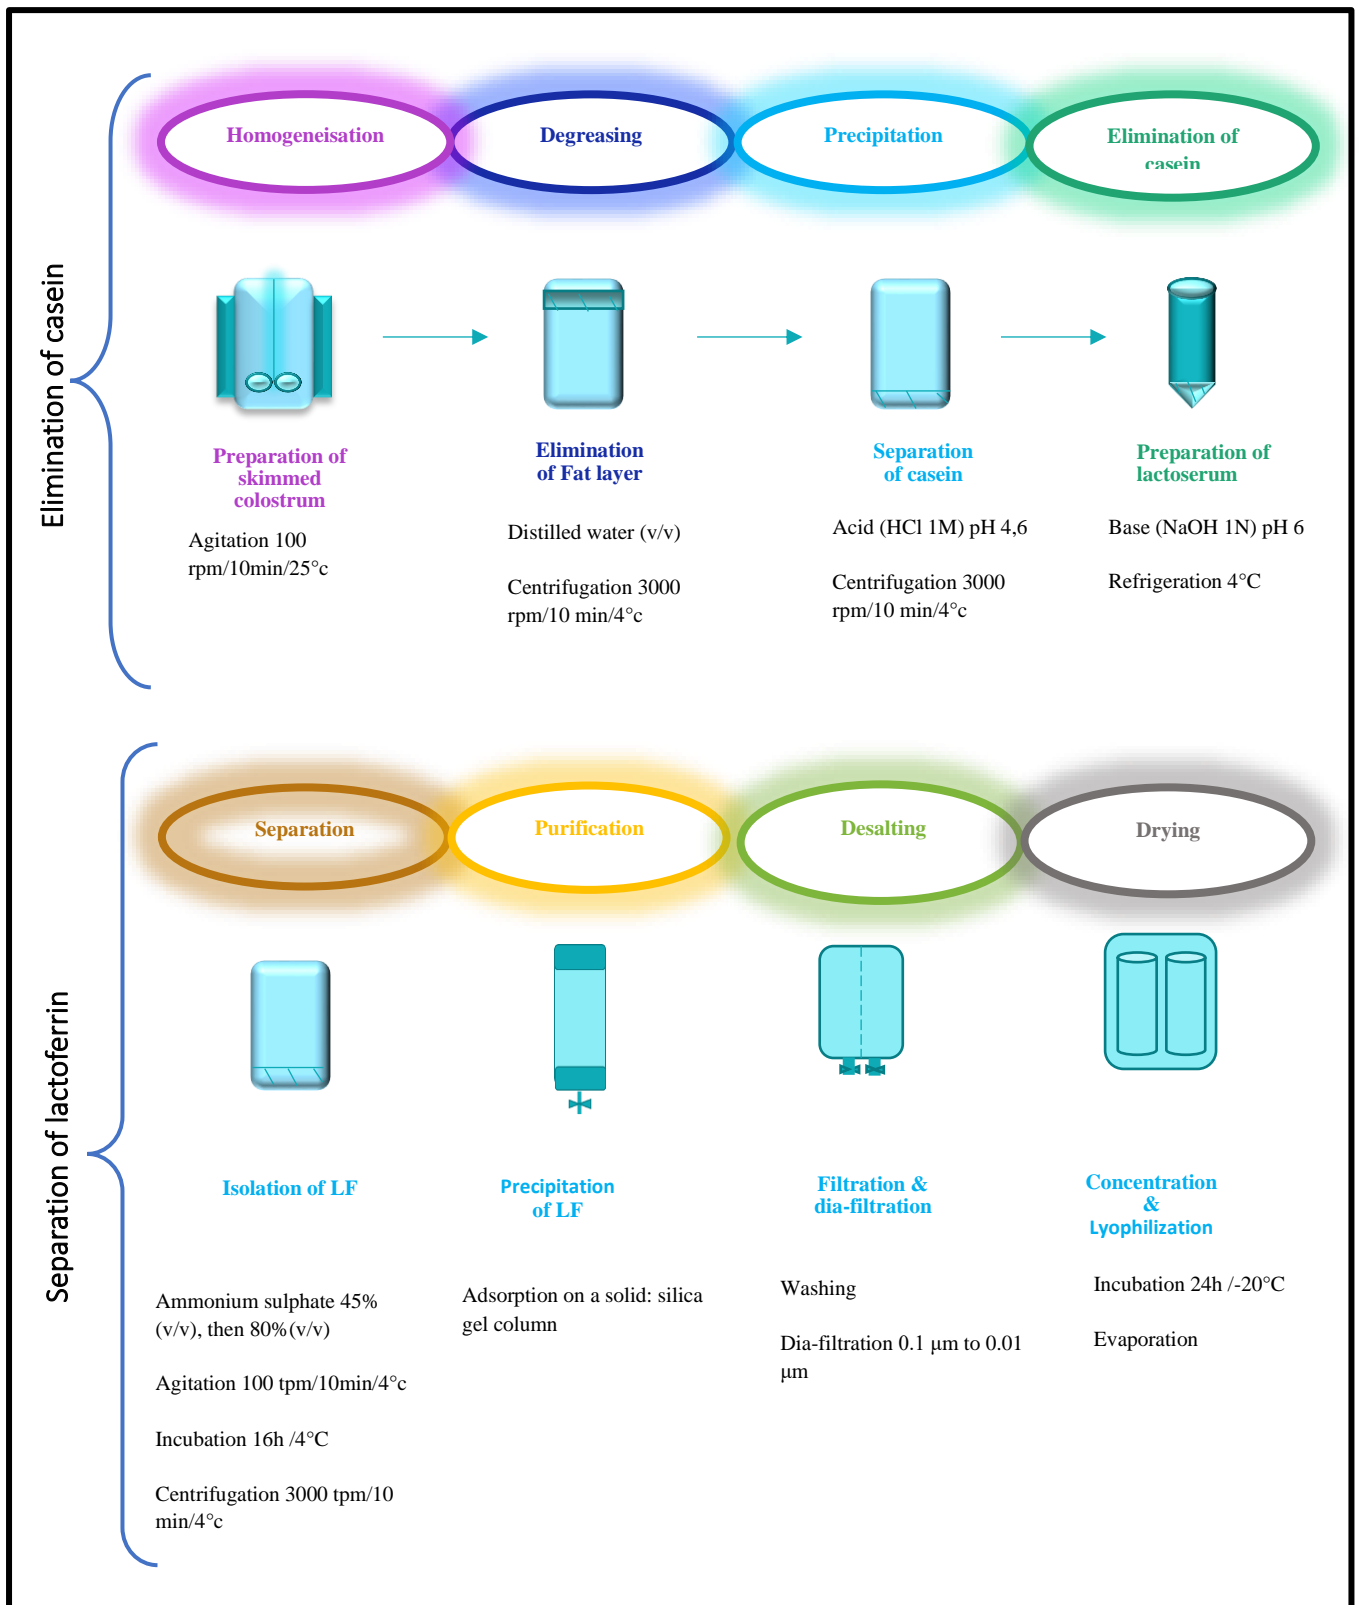 Elimination of casein
Homogeneisation
Degreasing
Precipitation
Elimination of
casein
Preparation of
skimmed
colostrum
Agitation 100
rpm/10min/25°c
Elimination
of Fat layer
Distilled water (v/v)
Centrifugation 3000
rpm/10 min/4°c
Separation
of casein
Acid (HCl 1M) pH 4,6
Centrifugation 3000
rpm/10 min/4°c
Preparation of
lactoserum
Base (NaOH 1N) pH 6
Refrigeration 4°C
Separation of lactoferrin
Separation
Purification
Desalting
Drying
Isolation of LF
Ammonium sulphate 45%
(v/v), then 80%(v/v)
Agitation 100 tpm/10min/4°c
Incubation 16h /4°C
Centrifugation 3000 tpm/10
min/4°c
Precipitation
of LF
Adsorption on a solid: silica
gel column
Filtration &
dia-filtration
Washing
Dia-filtration 0.1 μm to 0.01
μm
Concentration
&
Lyophilization
Incubation 24h /-20°C
Evaporation